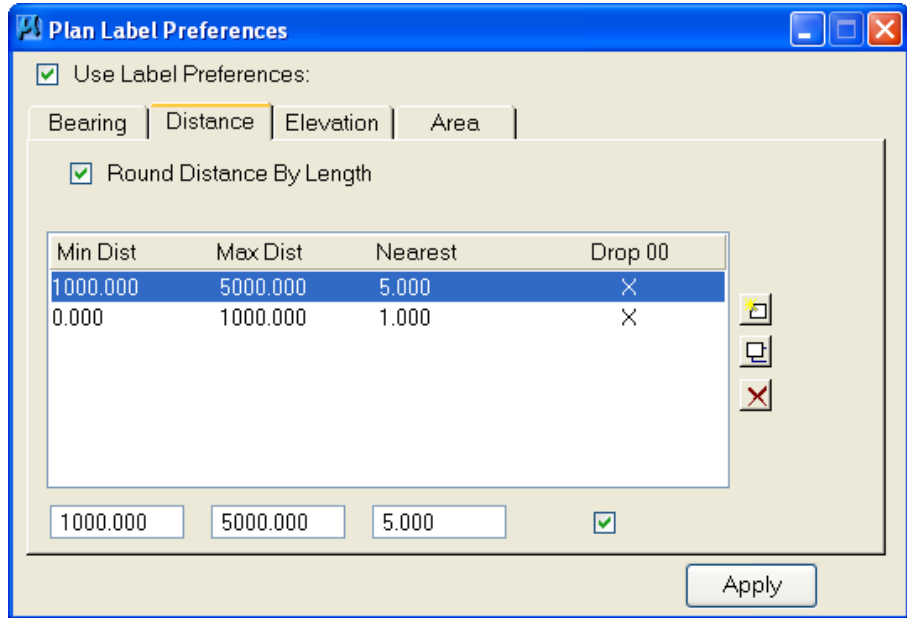 Plan Label Preferences
Use Label Preferences:
Bearing Distance Elevation Area
Round Distance By Length
Min Dist Max Dist Nearest Drop 00
1000.000 5000.000 5.000 X
0.000 1000.000 1.000 X
1000.000 5000.000 5.000
Apply